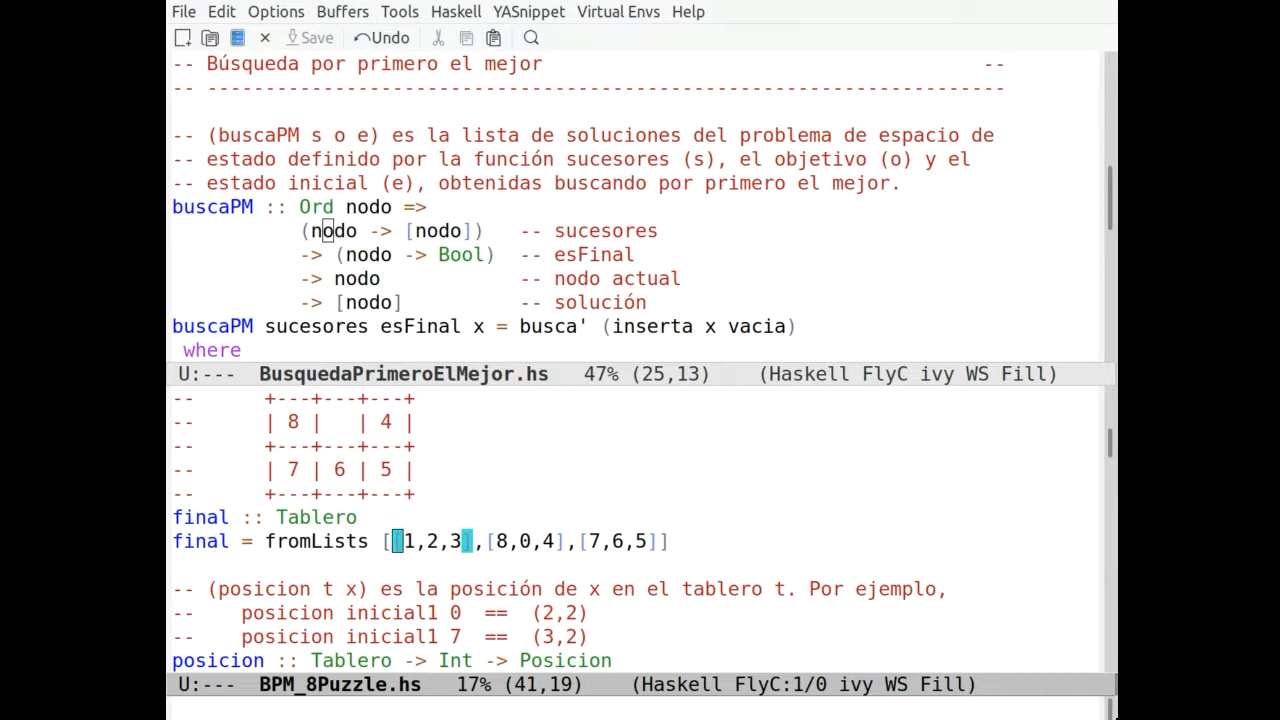 File Edit Options Buffers Tools Haskell YASnippet Virtual Envs Help
Save Undo
-- Búsqueda por primero el mejor --
-- ---------------------------------------------------------------------
-- (buscaPM s o e) es la lista de soluciones del problema de espacio de
-- estado definido por la función sucesores (s), el objetivo (o) y el
-- estado inicial (e), obtenidas buscando por primero el mejor.
buscaPM :: Ord nodo =>
(nodo -> [nodo]) -- sucesores
-> (nodo -> Bool) -- esFinal
-> nodo -- nodo actual
-> [nodo] -- solución
buscaPM sucesores esFinal x = busca' (inserta x vacia)
where
U:--- BusquedaPrimeroElMejor.hs 47% (25,13) (Haskell FlyC ivy WS Fill)
-- +---+---+---+
-- | 8 | | 4 |
-- +---+---+---+
-- | 7 | 6 | 5 |
-- +---+---+---+
final :: Tablero
final = fromLists [[1,2,3],[8,0,4],[7,6,5]]
-- (posicion t x) es la posición de x en el tablero t. Por ejemplo,
-- posicion inicial1 0 == (2,2)
-- posicion inicial1 7 == (3,2)
posicion :: Tablero -> Int -> Posicion
U:--- BPM_8Puzzle.hs 17% (41,19) (Haskell FlyC:1/0 ivy WS Fill)